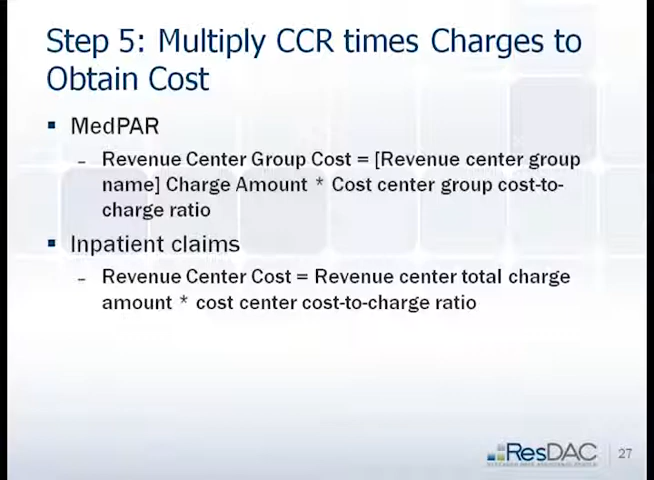 Step 5: Multiply CCR times Charges to
Obtain Cost
▪ MedPAR
– Revenue Center Group Cost = [Revenue center group
name] Charge Amount * Cost center group cost-to-
charge ratio
▪ Inpatient claims
– Revenue Center Cost = Revenue center total charge
amount * cost center cost-to-charge ratio
ResDAC
27